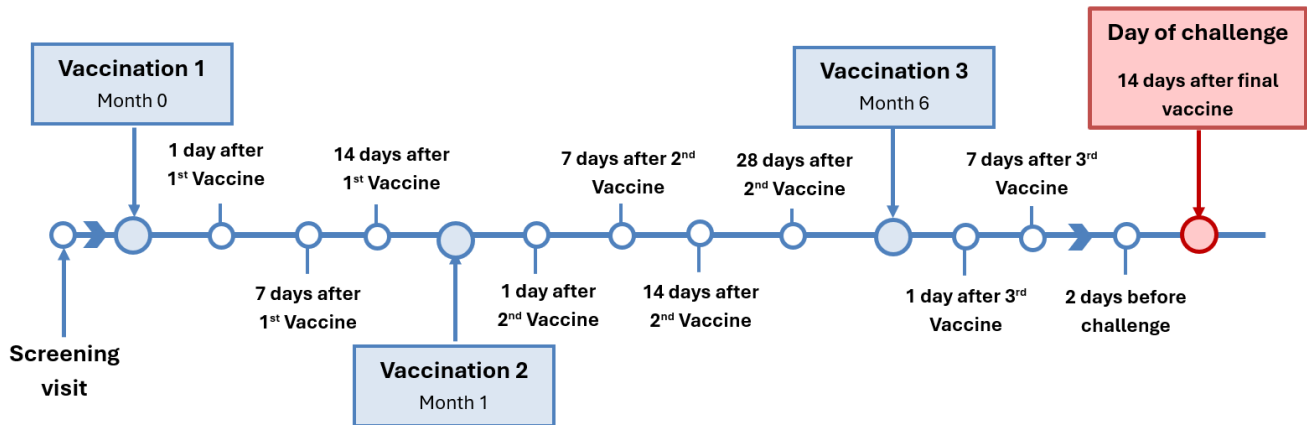 Screening
visit
Vaccination 1
Month 0
1 day after
1st Vaccine
7 days after
1st Vaccine
14 days after
1st Vaccine
Vaccination 2
Month 1
1 day after
2nd Vaccine
7 days after 2nd
Vaccine
14 days after
2nd Vaccine
28 days after
2nd Vaccine
Vaccination 3
Month 6
1 day after 3rd
Vaccine
7 days after 3rd
Vaccine
2 days before
challenge
Day of challenge
14 days after final
vaccine